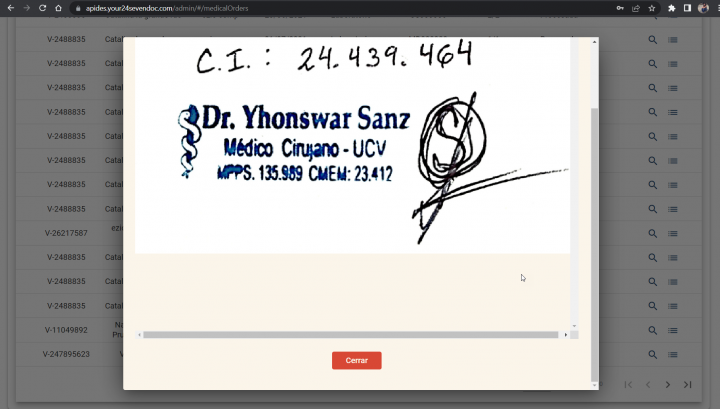 apides.your24sevendoc.com/admin/#/medicalOrders
V-2488835 Catal
C.I.: 24.439.464
V-2488835 Catal
V-2488835 Catal
V-2488835 Catal
Dr. Yhonswar Sanz
V-2488835 Catal
Médico Cirujano - UCV
V-2488835 Catal
MPPS. 135.989 CMEM: 23.412
V-2488835 Catal
V-2488835 Catal
V-26217587
V-2488835 Catal
V-2488835 Catal
V-2488835 Catal
V-11049892
V-247895623
Cerrar